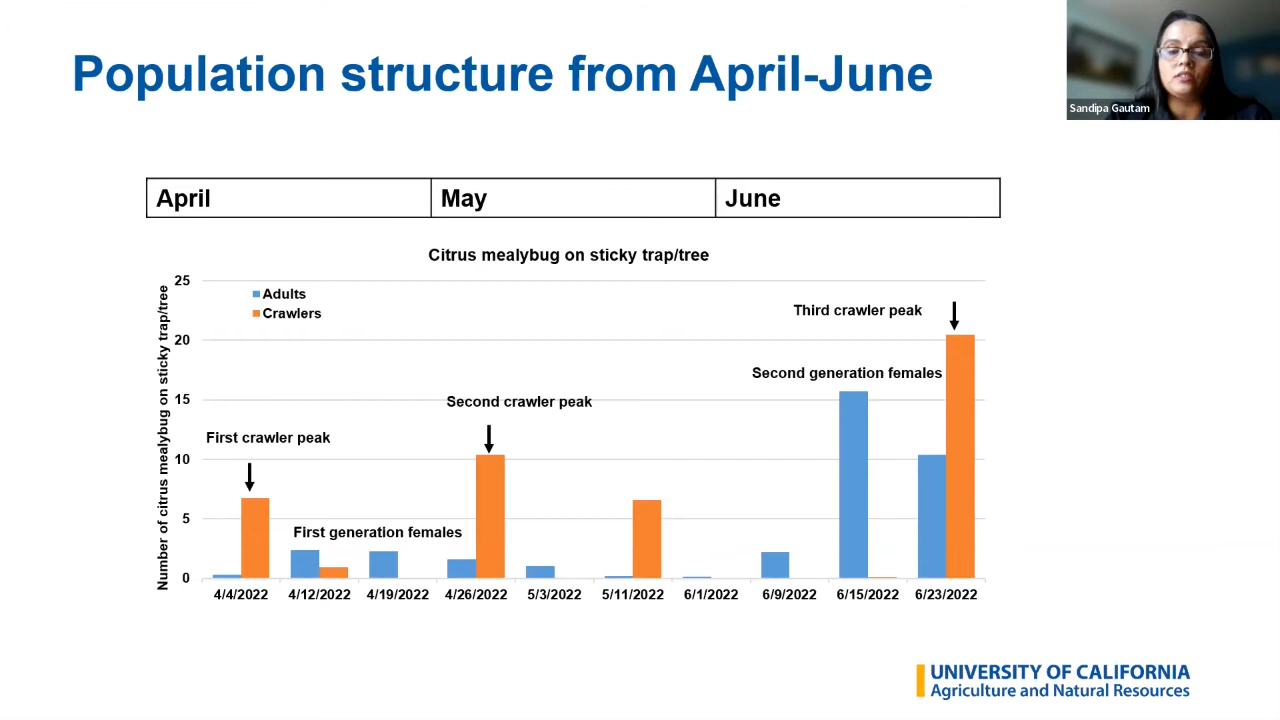 Population structure from April-June
Sandipa Gautam
April May June
Citrus mealybug on sticky trap/tree
Number of citrus mealybug on sticky trap/tree
25
20
15
10
5
0
Adults
Crawlers
First crawler peak
First generation females
Second crawler peak
Third crawler peak
Second generation females
4/4/2022 4/12/2022 4/19/2022 4/26/2022 5/3/2022 5/11/2022 6/1/2022 6/9/2022 6/15/2022 6/23/2022
UNIVERSITY OF CALIFORNIA
Agriculture and Natural Resources